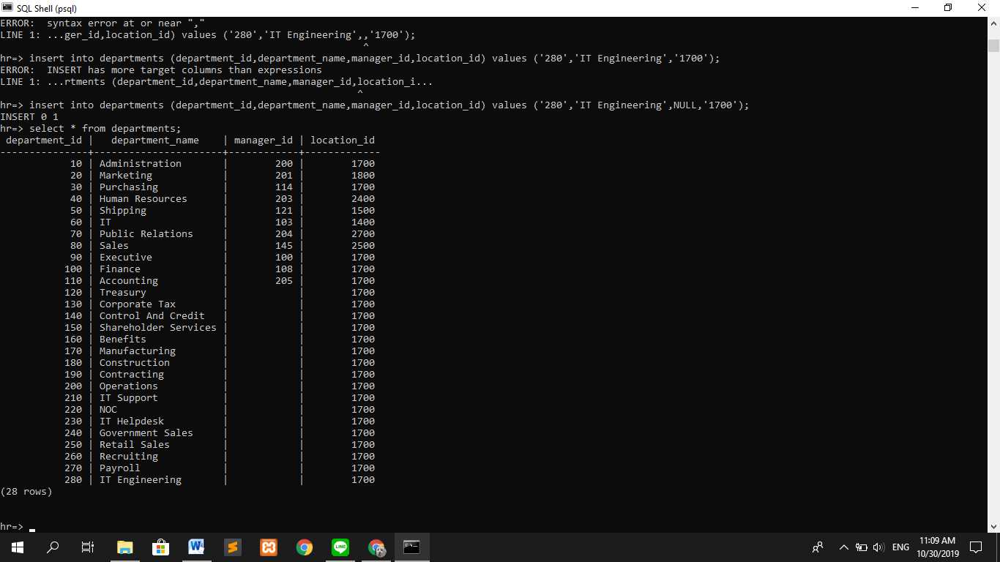 SQL Shell (psql)
ERROR:  syntax error at or near ","
LINE 1: ...ger_id,location_id) values ('280','IT Engineering',,'1700');
^
hr=> insert into departments (department_id,department_name,manager_id,location_id) values ('280','IT Engineering','1700');
ERROR:  INSERT has more target columns than expressions
LINE 1: ...rtments (department_id,department_name,manager_id,location_i...
^
hr=> insert into departments (department_id,department_name,manager_id,location_id) values ('280','IT Engineering',NULL,'1700');
INSERT 0 1
hr=> select * from departments;
 department_id |   department_name    | manager_id | location_id
---------------+----------------------+------------+-------------
            10 | Administration       |        200 |        1700
            20 | Marketing            |        201 |        1800
            30 | Purchasing           |        114 |        1700
            40 | Human Resources      |        203 |        2400
            50 | Shipping             |        121 |        1500
            60 | IT                   |        103 |        1400
            70 | Public Relations     |        204 |        2700
            80 | Sales                |        145 |        2500
            90 | Executive            |        100 |        1700
           100 | Finance              |        108 |        1700
           110 | Accounting           |        205 |        1700
           120 | Treasury             |            |        1700
           130 | Corporate Tax        |            |        1700
           140 | Control And Credit   |            |        1700
           150 | Shareholder Services |            |        1700
           160 | Benefits             |            |        1700
           170 | Manufacturing        |            |        1700
           180 | Construction         |            |        1700
           190 | Contracting          |            |        1700
           200 | Operations           |            |        1700
           210 | IT Support           |            |        1700
           220 | NOC                  |            |        1700
           230 | IT Helpdesk          |            |        1700
           240 | Government Sales     |            |        1700
           250 | Retail Sales         |            |        1700
           260 | Recruiting           |            |        1700
           270 | Payroll              |            |        1700
           280 | IT Engineering       |            |        1700
(28 rows)
hr=>
LINE
ENG
11:09 AM
10/30/2019